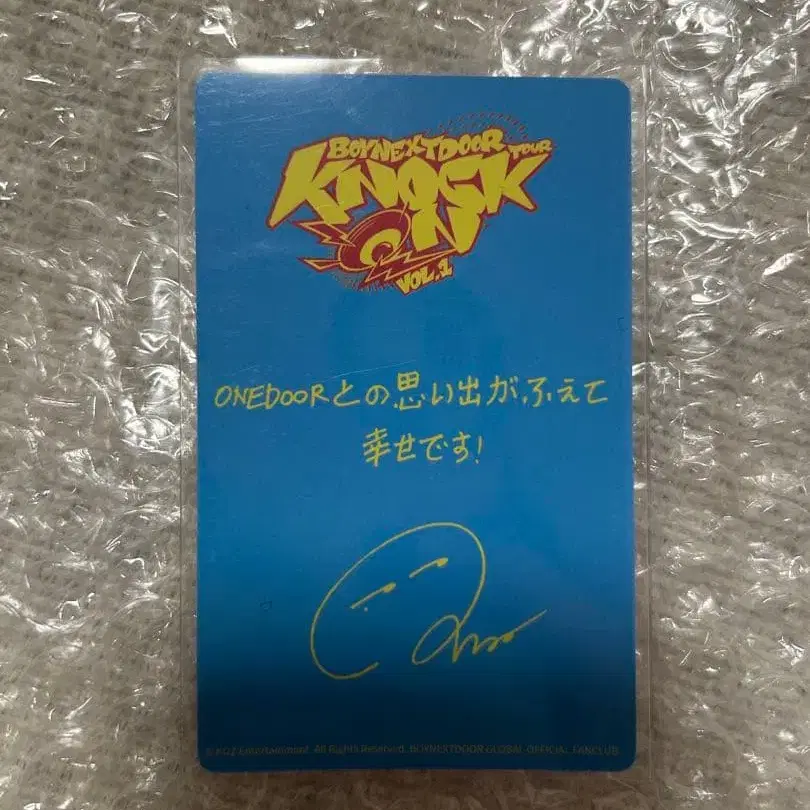 BOYNEXTDOOR TOUR
KNOCK
ON
VOL.1
ONEDOORとの思い出がふえて
幸せです!
© KOZ Entertainment. All Rights Reserved. BOYNEXTDOOR GLOBAL OFFICIAL FANCLUB